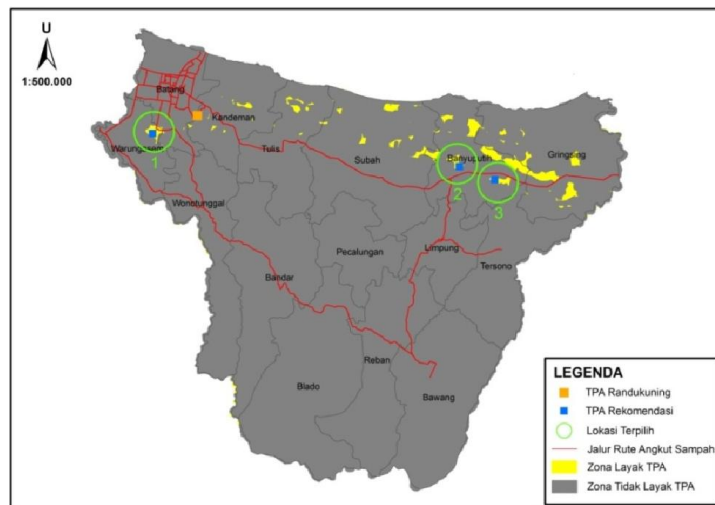 U
1:500.000
Batang
Kandeman
Warungasem
1
Tulis
Subah
Banyuputih
Gringsing
2
3
Wonotunggal
Pecalungan
Limpung
Tersono
Bandar
Reban
Blado
Bawang
LEGENDA
TPA Randukuning
TPA Rekomendasi
Lokasi Terpilih
Jalur Rute Angkut Sampah
Zona Layak TPA
Zona Tidak Layak TPA